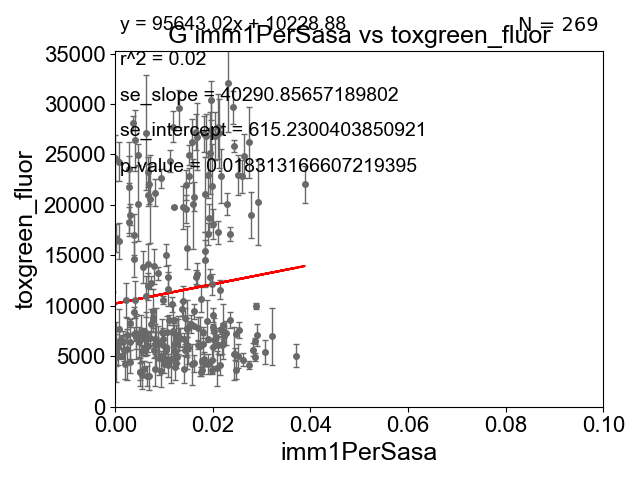 y = 95643.02x + 10228.88
N = 269
G imm1PerSasa vs toxgreen_fluor
r^2 = 0.02
se_slope = 40290.85657189802
se_intercept = 615.2300403850921
p-value = 0.018313166607219395
35000
30000
25000
20000
15000
10000
5000
0
toxgreen_fluor
0.00 0.02 0.04 0.06 0.08 0.10
imm1PerSasa